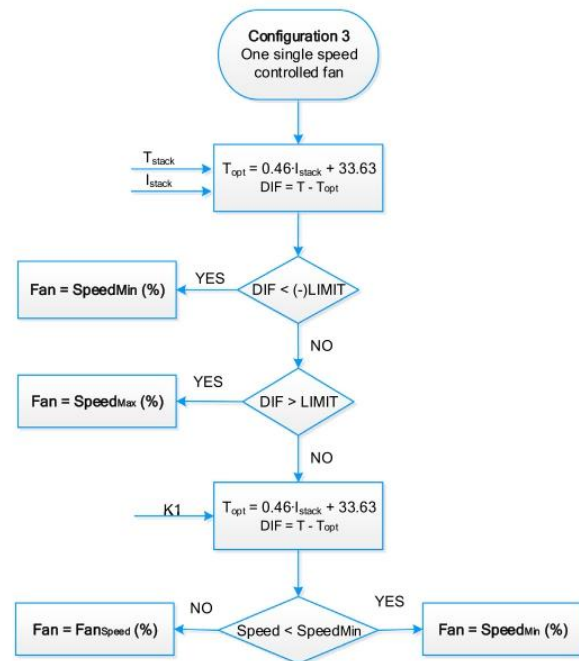 Configuration 3
One single speed
controlled fan
Tstack
Istack
Topt = 0.46·Istack + 33.63
DIF = T - Topt
Fan = SpeedMin (%)
YES
DIF < (-)LIMIT
NO
Fan = SpeedMax (%)
YES
DIF > LIMIT
NO
K1
Topt = 0.46·Istack + 33.63
DIF = T - Topt
Fan = FanSpeed (%)
NO
Speed < SpeedMin
YES
Fan = SpeedMin (%)